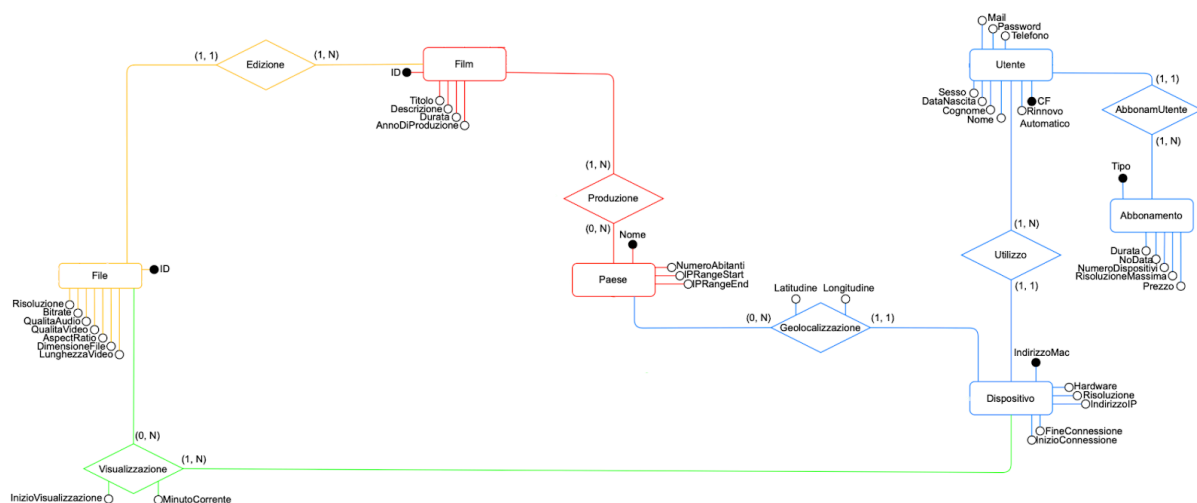 Mail
Password
Telefono
(1, 1)
Edizione
(1, N)
Film
ID
Titolo
Descrizione
Durata
AnnoDiProduzione
Utente
Sesso
DataNascita
Cognome
Nome
CF
Rinnovo
Automatico
(1, 1)
AbbonamUtente
(1, N)
Tipo
Abbonamento
Durata
NoData
NumeroDispositivi
RisoluzioneMassima
Prezzo
(1, N)
Produzione
(0, N)
Nome
Paese
NumeroAbitanti
IPRangeStart
IPRangeEnd
(1, N)
Utilizzo
(1, 1)
File
ID
Risoluzione
Bitrate
QualitaAudio
QualitaVideo
AspectRatio
DimensioneFile
LunghezzaVideo
Latitudine
Longitudine
(0, N)
Geolocalizzazione
(1, 1)
IndirizzoMac
Dispositivo
Hardware
Risoluzione
IndirizzoIP
FineConnessione
InizioConnessione
(0, N)
Visualizzazione
(1, N)
InizioVisualizzazione
MinutoCorrente